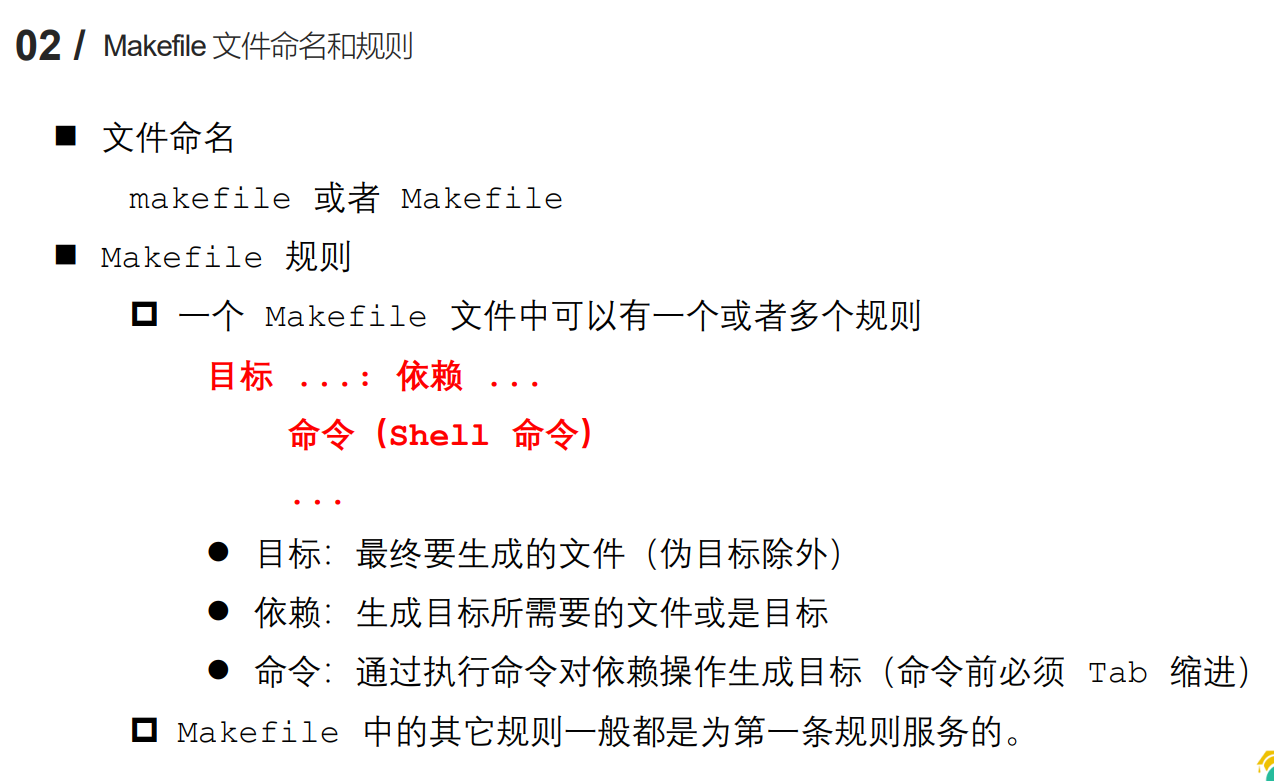 02 / Makefile 文件命名和规则
文件命名
makefile 或者 Makefile
Makefile 规则
一个 Makefile 文件中可以有一个或者多个规则
目标 ...: 依赖 ...
命令（Shell 命令）
...
目标：最终要生成的文件（伪目标除外）
依赖：生成目标所需要的文件或是目标
命令：通过执行命令对依赖操作生成目标（命令前必须 Tab 缩进）
Makefile 中的其它规则一般都是为第一条规则服务的。